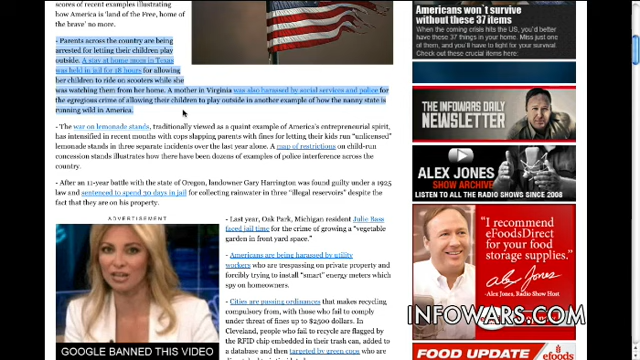 scores of recent examples illustrating
how America is 'land of the Free, home of
the brave' no more.
- Parents across the country are being
arrested for letting their children play
outside. A stay at home mom in Texas
was held in jail for 18 hours for allowing
her children to ride on scooters while she
was watching them from her home. A mother in Virginia was also harassed by social services and police for
the egregious crime of allowing their children to play outside in another example of how the nanny state is
running wild in America.
- The war on lemonade stands, traditionally viewed as a quaint example of America's entrepreneurial spirit,
has intensified in recent months with cops slapping parents with fines for letting their kids run "unlicensed"
lemonade stands in three separate incidents over the last year alone. A map of restrictions on child-run
concession stands illustrates how there have been dozens of examples of police interference across the
country.
- After an 11-year battle with the state of Oregon, landowner Gary Harrington was found guilty under a 1925
law and sentenced to spend 30 days in jail for collecting rainwater in three "illegal reservoirs" despite the
fact that they are on his property.
ADVERTISEMENT
GOOGLE BANNED THIS VIDEO
- Last year, Oak Park, Michigan resident Julie Bass
faced jail time for the crime of growing a "vegetable
garden in front yard space."
- Americans are being harassed by utility
workers who are trespassing on private property and
forcibly trying to install "smart" energy meters which
spy on homeowners.
- Cities are passing ordinances that makes recycling
compulsory, with those who fail to comply
under threat of fines up to $2500 dollars. In
Cleveland, people who fail to recycle are flagged by
the RFID chip embedded in their trash can, added to
a database and then targeted by green cops who are
Americans won't survive
without these 37 items
When the coming crisis hits the US, you'd better
have these 37 things in your home. Miss just one
of them, and you'll have to fight for your survival!
Check out these crucial items here!
THE INFOWARS DAILY
NEWSLETTER
ALEX JONES
SHOW ARCHIVE
LISTEN TO ALL THE RADIO SHOWS SINCE 2008
"I recommend
eFoodsDirect
for your food
storage supplies."
Alex Jones
-Alex Jones, Radio Show Host
INFOWARS.COM
FOOD UPDATE
efoods